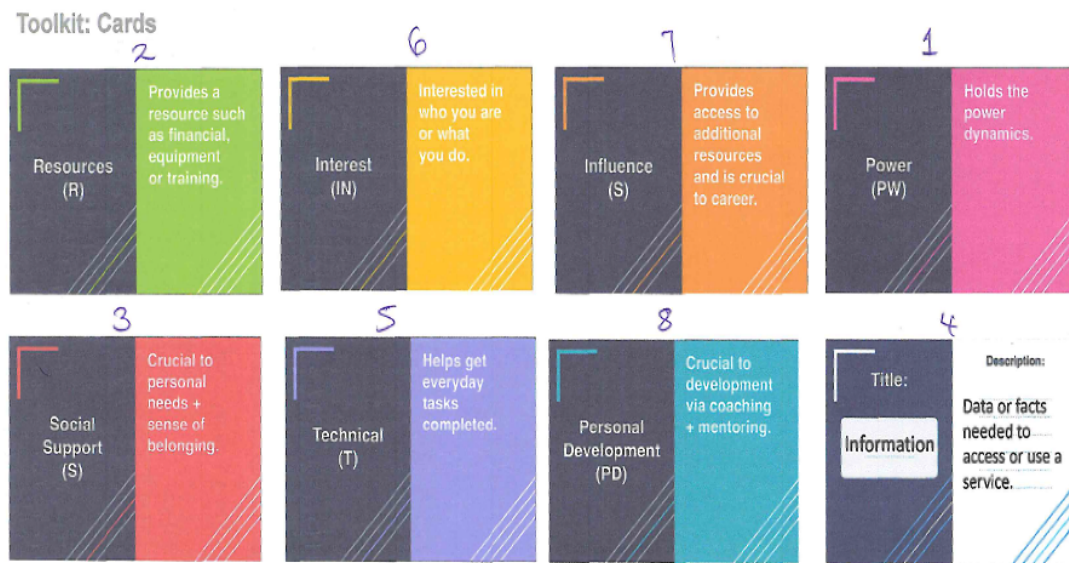 Toolkit: Cards
2
6
7
1
Resources
(R)
Provides a
resource such
as financial,
equipment
or training.
Interest
(IN)
Interested in
who you are
or what
you do.
Influence
(S)
Provides
access to
additional
resources
and is crucial
to career.
Power
(PW)
Holds the
power
dynamics.
3
5
8
4
Social
Support
(S)
Crucial to
personal
needs +
sense of
belonging.
Technical
(T)
Helps get
everyday
tasks
completed.
Personal
Development
(PD)
Crucial to
development
via coaching
+ mentoring.
Title:
Information
Description:
Data or facts
needed to
access or use a
service.